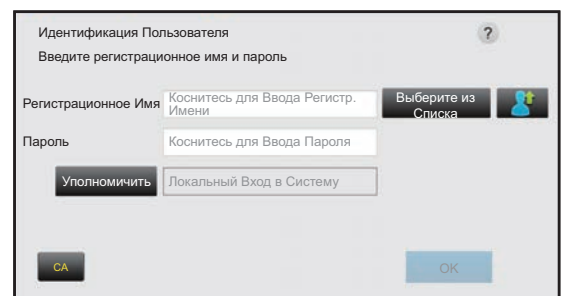 Идентификация Пользователя
?
Введите регистрационное имя и пароль
Регистрационное Имя
Коснитесь для Ввода Регистр.
Имени
Выберите из
Списка
Пароль
Коснитесь для Ввода Пароля
Уполномичить
Локальный Вход в Систему
CA
OK